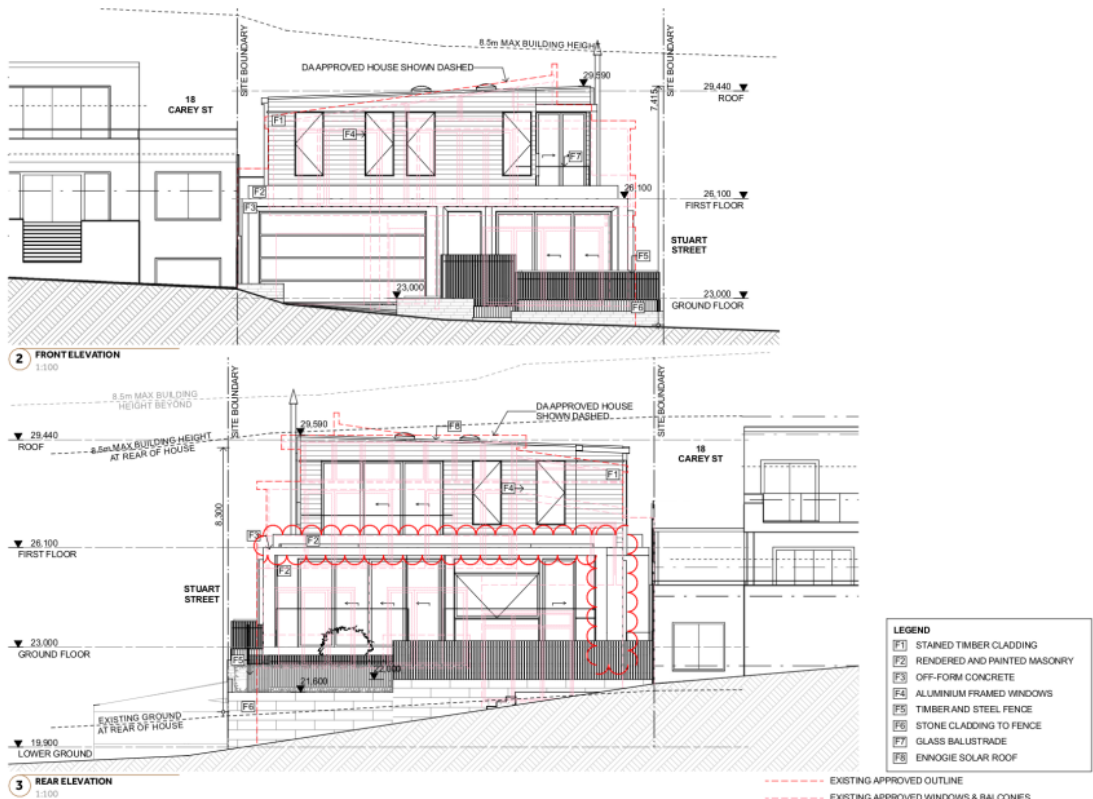 SITE BOUNDARY
8.5m MAX BUILDING HEIGHT
SITE BOUNDARY
DA APPROVED HOUSE SHOWN DASHED
29,590
29,440
ROOF
18
CAREY ST
7,415
F1
F4
F7
F2
26,100
26,100
FIRST FLOOR
F3
STUART
STREET
F5
23,000
23,000
GROUND FLOOR
F6
2 FRONT ELEVATION
1:100
8.5m MAX BUILDING
HEIGHT BEYOND
SITE BOUNDARY
DA APPROVED HOUSE
SHOWN DASHED
SITE BOUNDARY
29,440
ROOF
8.5m MAX BUILDING HEIGHT
AT REAR OF HOUSE
29,590
F8
18
CAREY ST
F1
F4
8,300
F3
F2
26,100
FIRST FLOOR
F2
STUART
STREET
23,000
GROUND FLOOR
F5
22,000
21,600
F6
EXISTING GROUND
AT REAR OF HOUSE
19,900
LOWER GROUND
3 REAR ELEVATION
1:100
LEGEND
F1 STAINED TIMBER CLADDING
F2 RENDERED AND PAINTED MASONRY
F3 OFF-FORM CONCRETE
F4 ALUMINIUM FRAMED WINDOWS
F5 TIMBER AND STEEL FENCE
F6 STONE CLADDING TO FENCE
F7 GLASS BALUSTRADE
F8 ENNOGIE SOLAR ROOF
EXISTING APPROVED OUTLINE
EXISTING APPROVED WINDOWS & BALCONIES